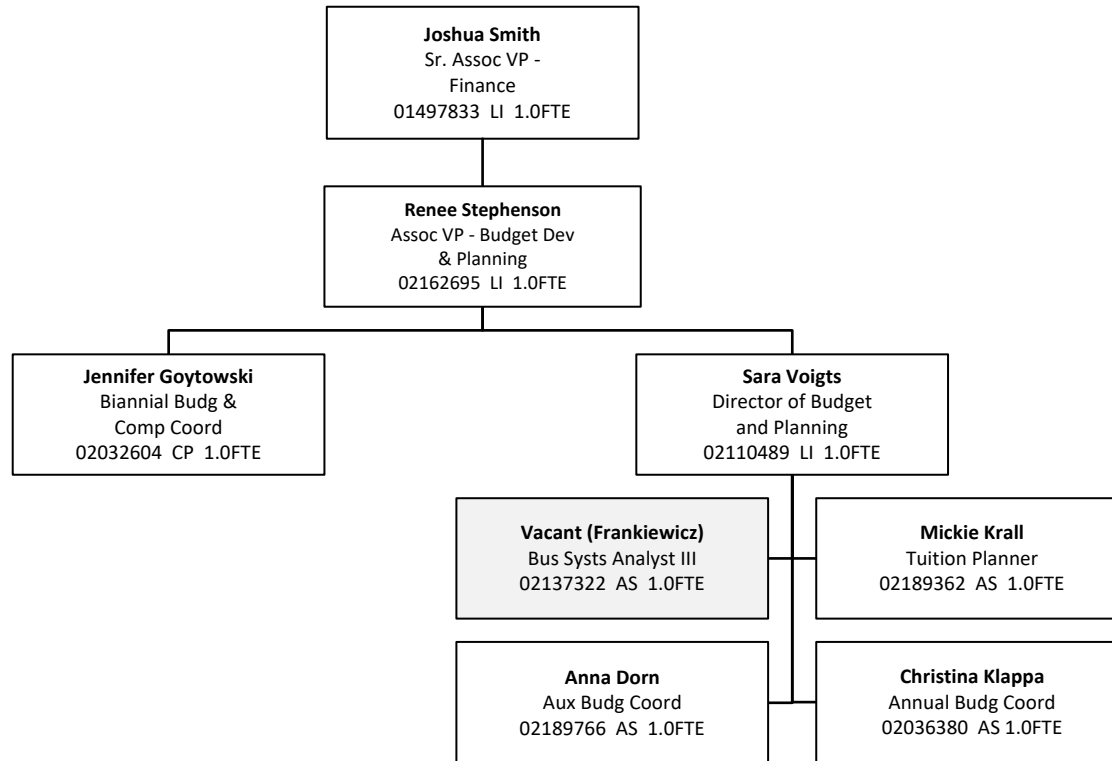 Joshua Smith
Sr. Assoc VP -
Finance
01497833 LI 1.0FTE
Renee Stephenson
Assoc VP - Budget Dev
& Planning
02162695 LI 1.0FTE
Jennifer Goytowski
Biannial Budg &
Comp Coord
02032604 CP 1.0FTE
Sara Voigts
Director of Budget
and Planning
02110489 LI 1.0FTE
Vacant (Frankiewicz)
Bus Systs Analyst III
02137322 AS 1.0FTE
Mickie Krall
Tuition Planner
02189362 AS 1.0FTE
Anna Dorn
Aux Budg Coord
02189766 AS 1.0FTE
Christina Klappa
Annual Budg Coord
02036380 AS 1.0FTE